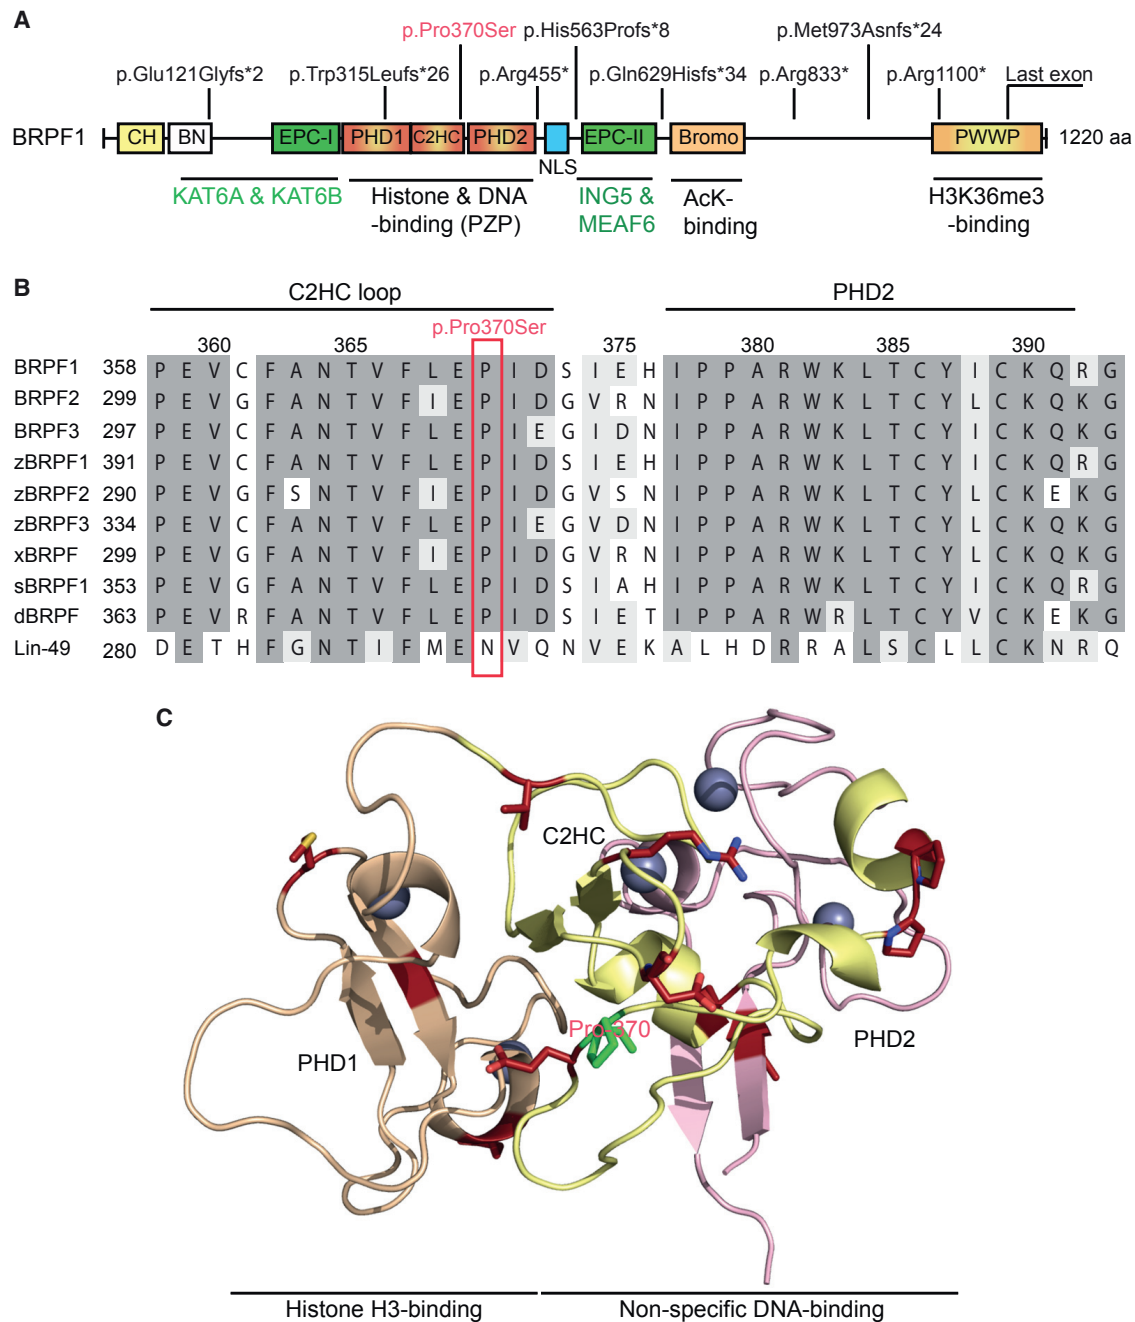 A
p.Pro370Ser p.His563Profs*8 p.Met973Asnfs*24
p.Glu121Glyfs*2 p.Trp315Leufs*26 p.Arg455* p.Gln629Hisfs*34 p.Arg833* p.Arg1100* Last exon
BRPF1 CH BN EPC-I PHD1 C2HC PHD2 EPC-II Bromo PWWP 1220 aa
NLS
KAT6A & KAT6B Histone & DNA ING5 & AcK- H3K36me3
-binding (PZP) MEAF6 binding -binding
B
C2HC loop PHD2
p.Pro370Ser
360 365 375 380 385 390
BRPF1 358 P E V C F A N T V F L E P I D S I E H I P P A R W K L T C Y I C K Q R G
BRPF2 299 P E V G F A N T V F I E P I D G V R N I P P A R W K L T C Y L C K Q K G
BRPF3 297 P E V C F A N T V F L E P I E G I D N I P P A R W K L T C Y I C K Q K G
zBRPF1 391 P E V C F A N T V F L E P I D S I E H I P P A R W K L T C Y I C K Q R G
zBRPF2 290 P E V G F S N T V F I E P I D G V S N I P P A R W K L T C Y L C K E K G
zBRPF3 334 P E V C F A N T V F L E P I E G V D N I P P A R W K L T C Y L C K Q K G
xBRPF 299 P E V G F A N T V F I E P I D G V R N I P P A R W K L T C Y L C K Q K G
sBRPF1 353 P E V G F A N T V F L E P I D S I A H I P P A R W K L T C Y I C K Q R G
dBRPF 363 P E V R F A N T V F L E P I D S I E T I P P A R W R L T C Y V C K E K G
Lin-49 280 D E T H F G N T I F M E N V Q N V E K A L H D R R A L S C L L C K N R Q
C
C2HC
Pro-370
PHD1 PHD2
Histone H3-binding Non-specific DNA-binding